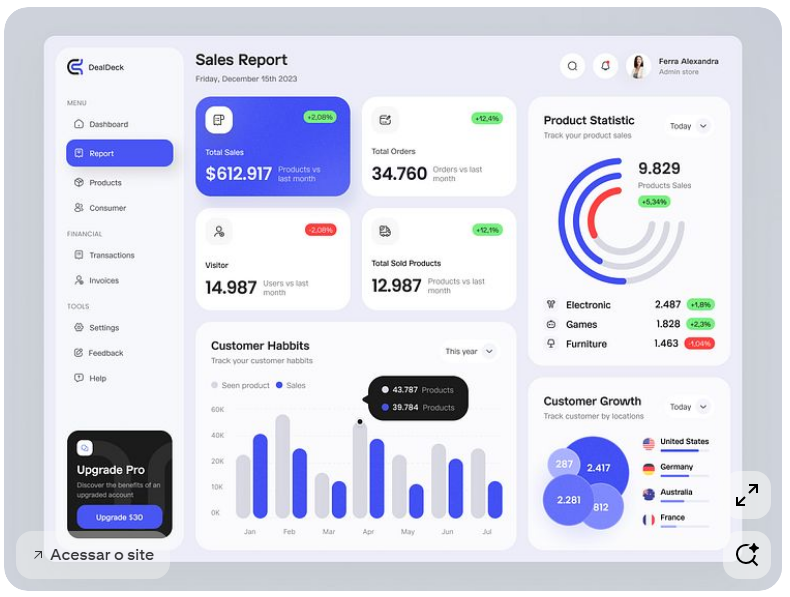 DealDeck
MENU
Dashboard
Report
Products
Consumer
FINANCIAL
Transactions
Invoices
TOOLS
Settings
Feedback
Help
Upgrade Pro
Discover the benefits of an
upgraded account
Upgrade $30
Sales Report
Friday, December 15th 2023
Ferra Alexandra
Admin store
+2,08%
Total Sales
$612.917 Products vs
last month
+12,4%
Total Orders
34.760 Orders vs last
month
-2,08%
Visitor
14.987 Users vs last
month
+12,1%
Total Sold Products
12.987 Products vs last
month
Customer Habbits
Track your customer habbits
This year
Seen product Sales
43.787 Products
39.784 Products
60K
40K
20K
10K
0K
Jan Feb Mar Apr May Jun Jul
Product Statistic
Track your product sales
Today
9.829
Products Sales
+5,34%
Electronic 2.487 +1,8%
Games 1.828 +2,3%
Furniture 1.463 -1,04%
Customer Growth
Track customer by locations
Today
287
2.417
2.281
812
United States
Germany
Australia
France
Acessar o site